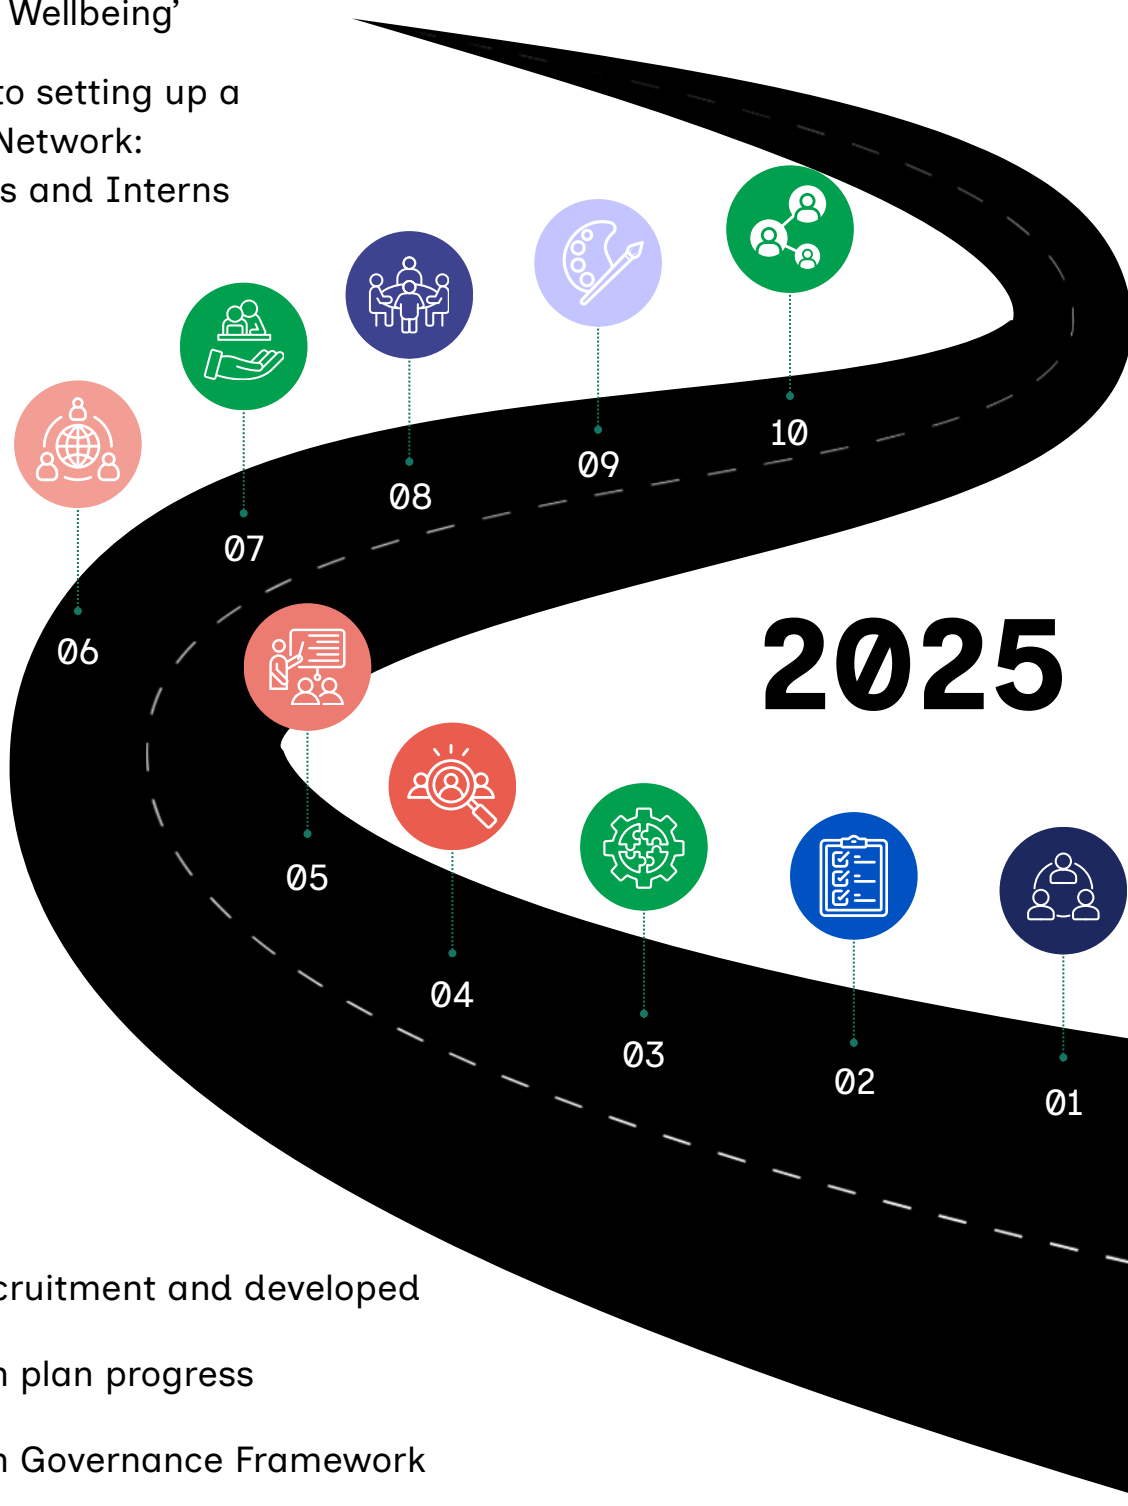 Wellbeing’
to setting up a
Network:
s and Interns
10
09
08
07
06
2025
05
04
03
02
01
cruitment and developed
n plan progress
n Governance Framework